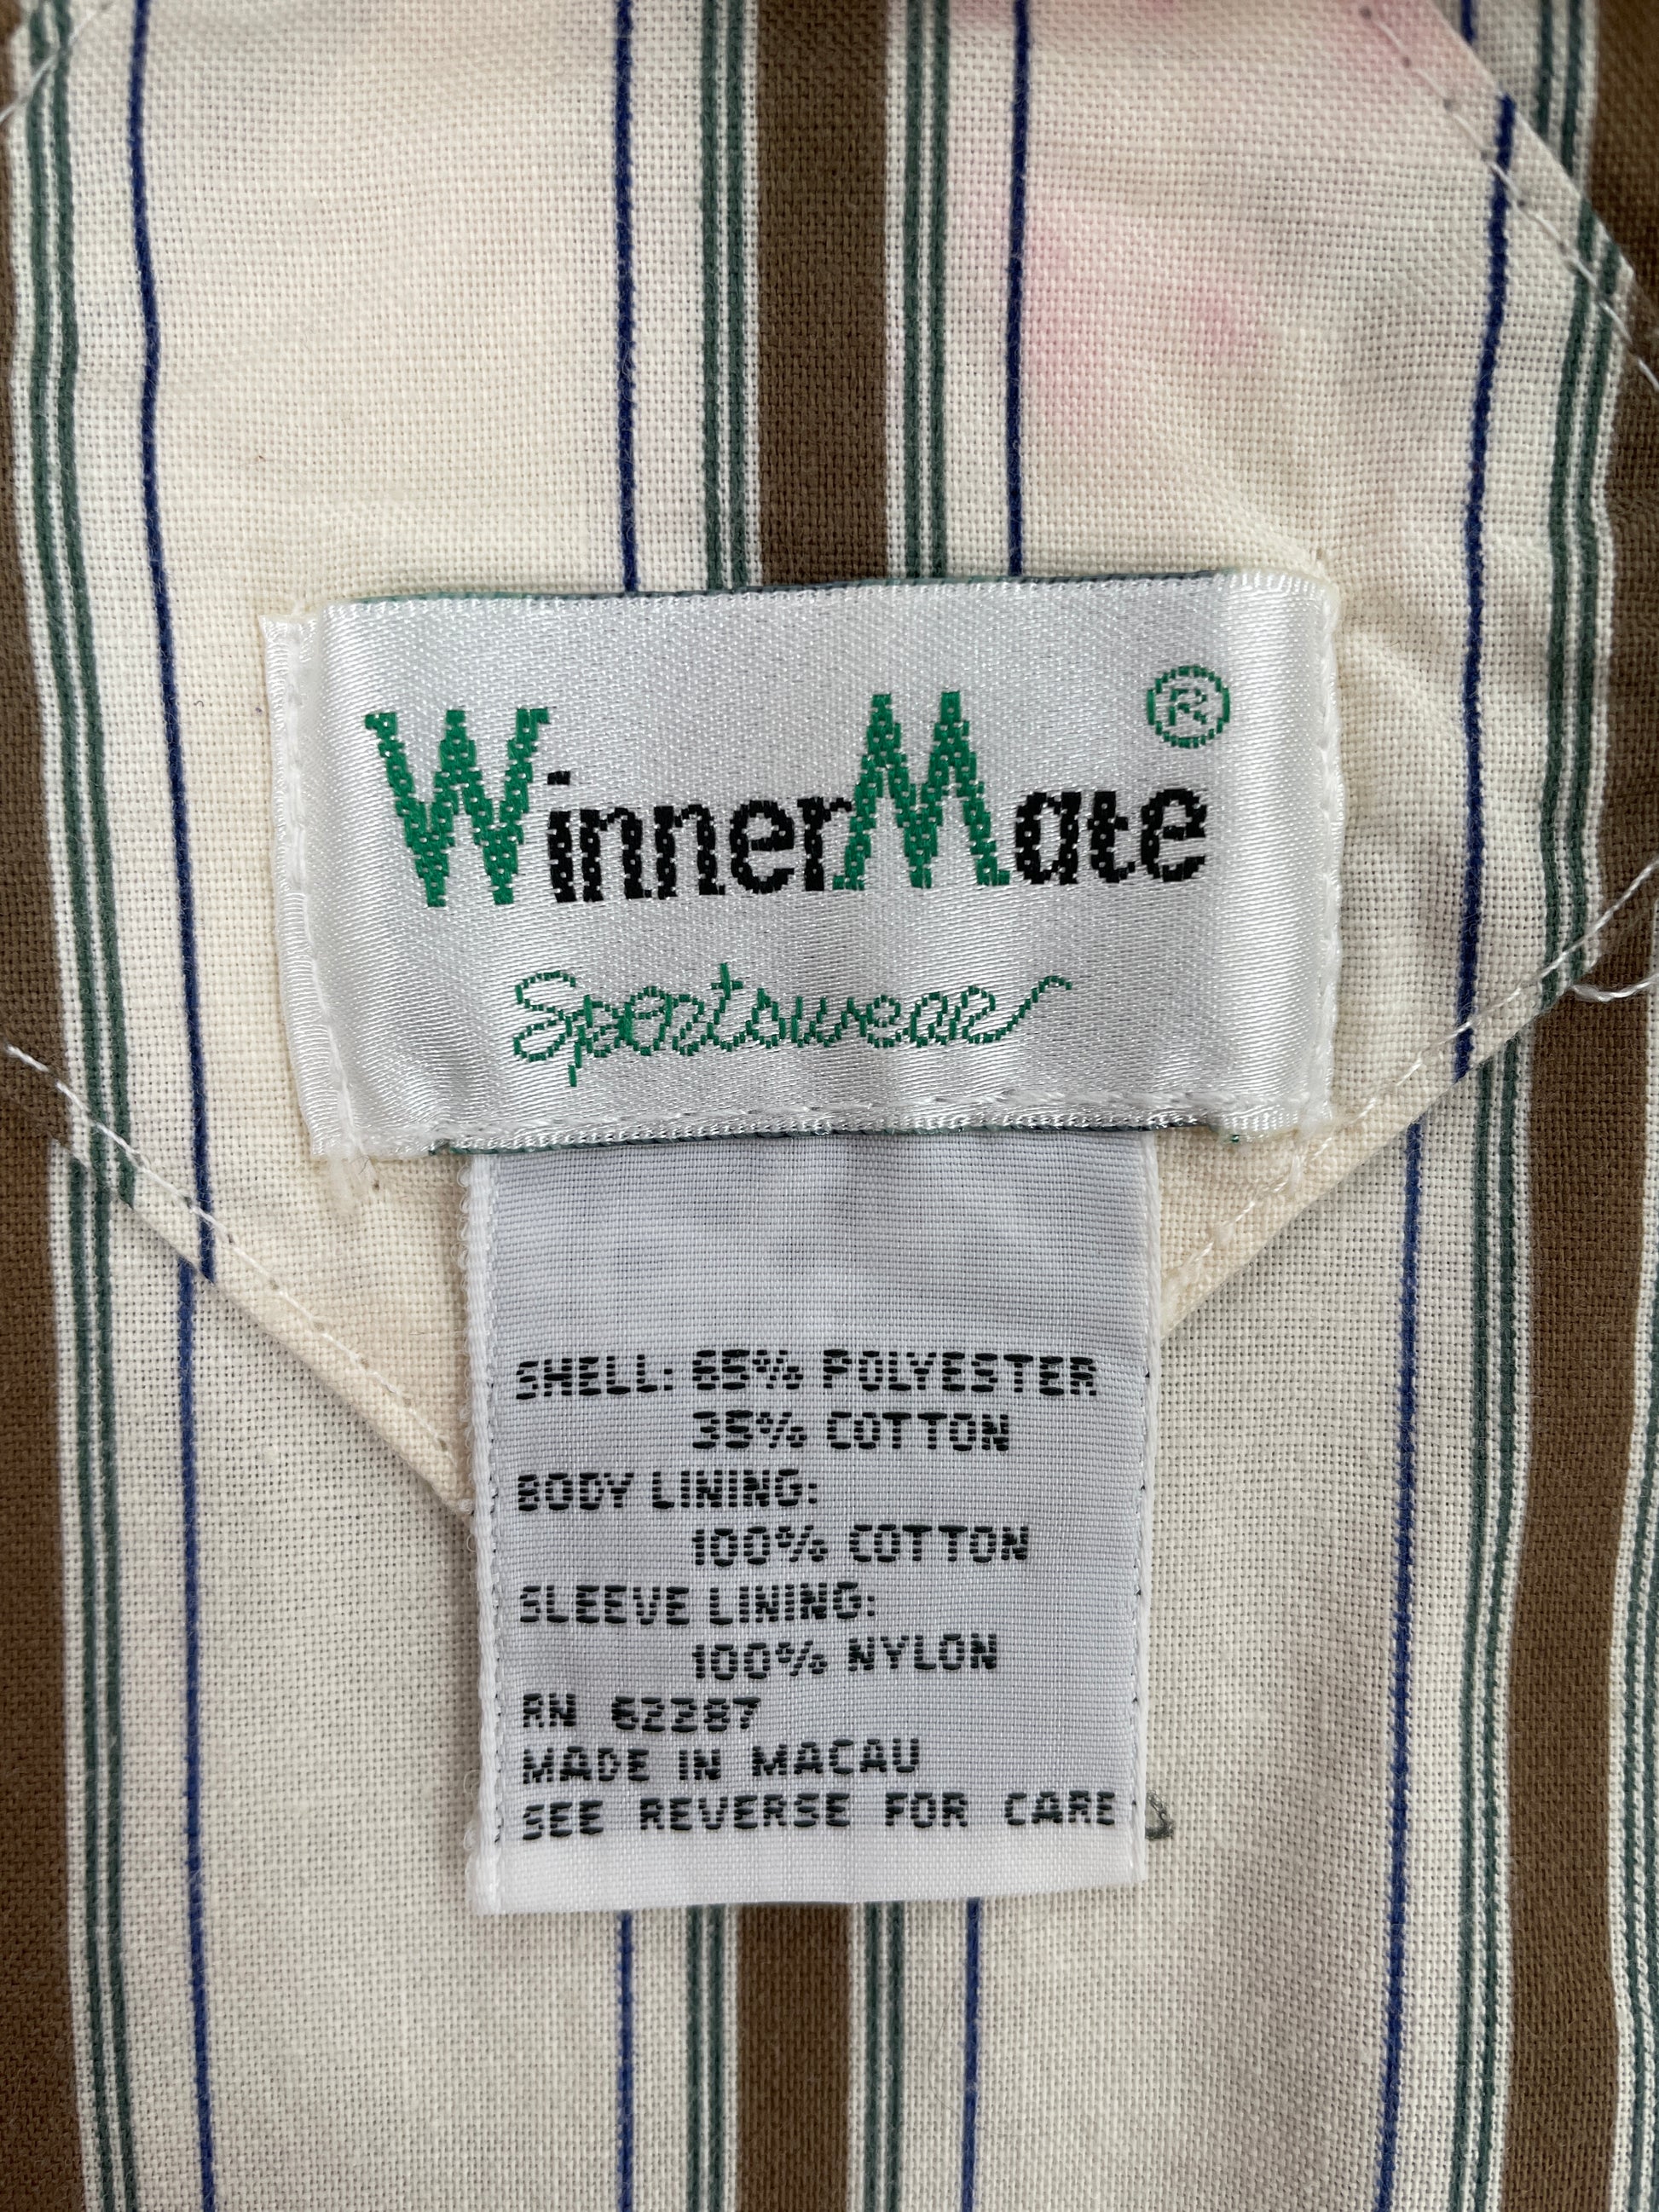 WinnerMate ®
Sportswear
SHELL: 65% POLYESTER
35% COTTON
BODY LINING:
100% COTTON
SLEEVE LINING:
100% NYLON
RN 62287
MADE IN MACAU
SEE REVERSE FOR CARE